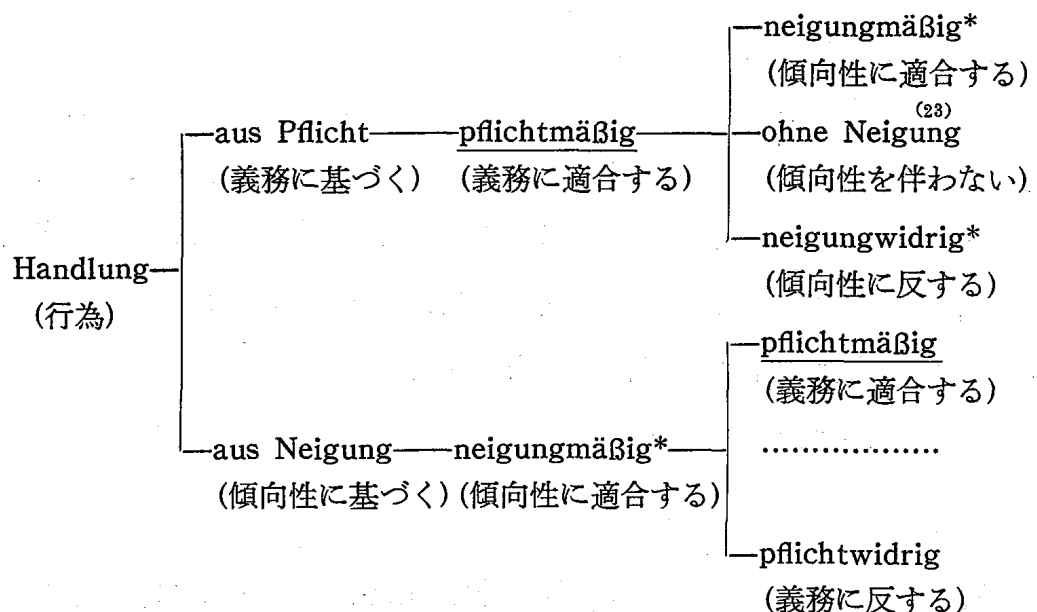 neigungmäßig*
(傾向性に適合する)
aus Pflicht
pflichtmäßig
ohne Neigung(23)
(義務に基づく)
(義務に適合する)
(傾向性を伴わない)
neigungwidrig*
(傾向性に反する)
Handlung
(行為)
pflichtmäßig
(義務に適合する)
aus Neigung
neigungmäßig*
………………
(傾向性に基づく)
(傾向性に適合する)
pflichtwidrig
(義務に反する)